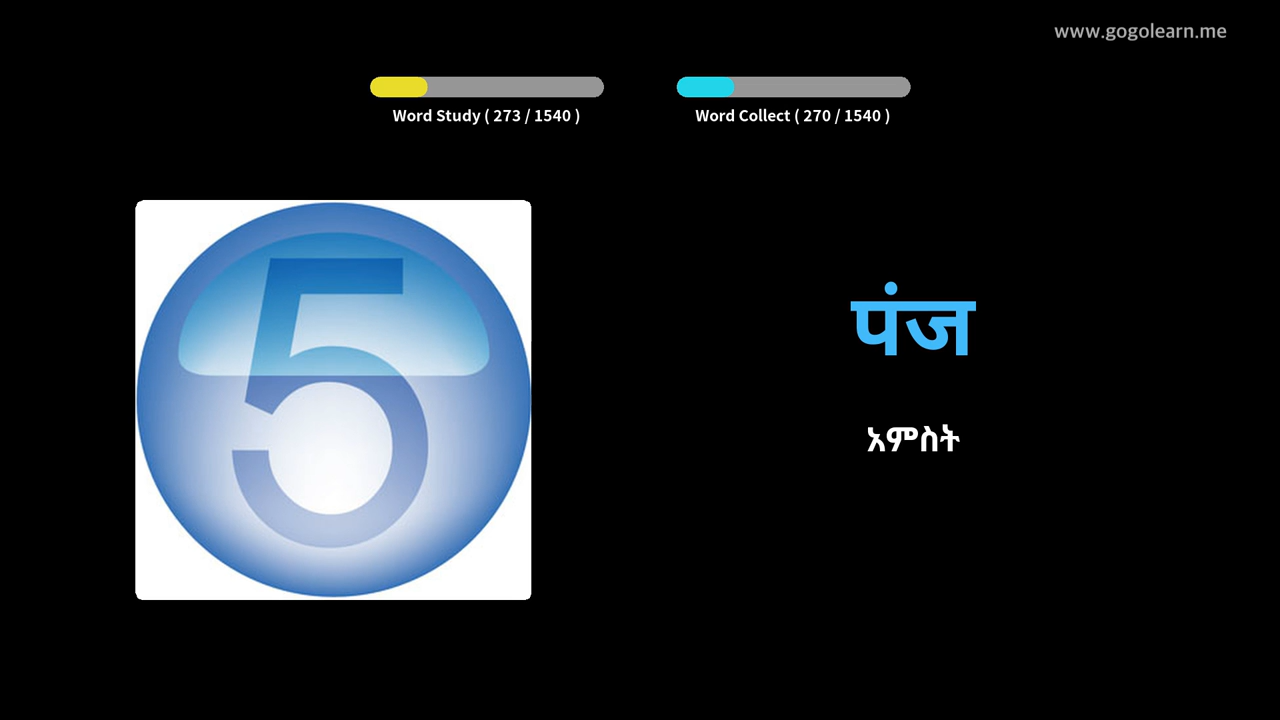 www.gogolearn.me
Word Study ( 273 / 1540 )
Word Collect ( 270 / 1540 )
5
पंज
አምስት